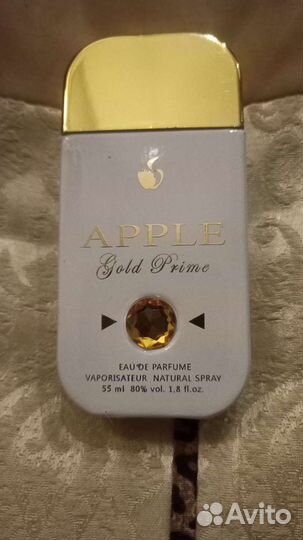 APPLE
Gold Prime
EAU DE PARFUME
VAPORISATEUR NATURAL SPRAY
55 ml 80% vol. 1,8 fl.oz.
Avito